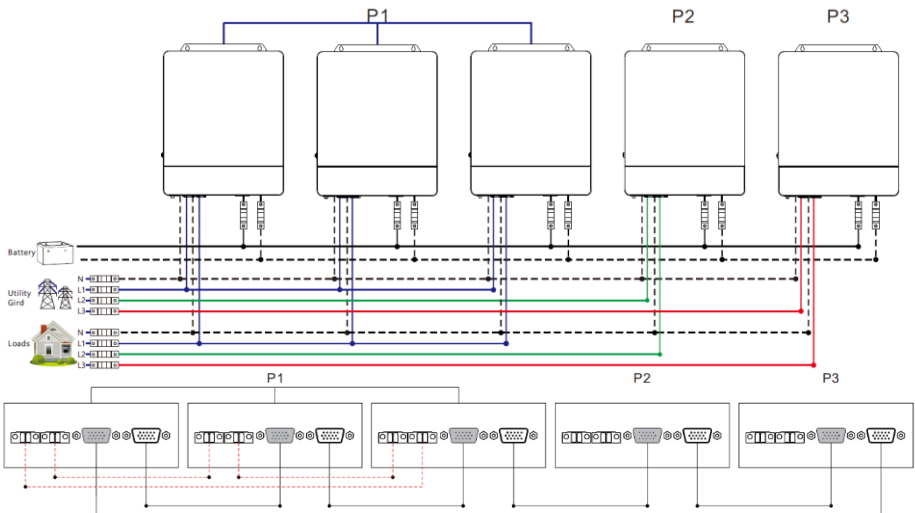 P1 P2 P3
Battery
N
Utility L1
Gird L2
L3
N
Loads L1
L2
L3
P1 P2 P3